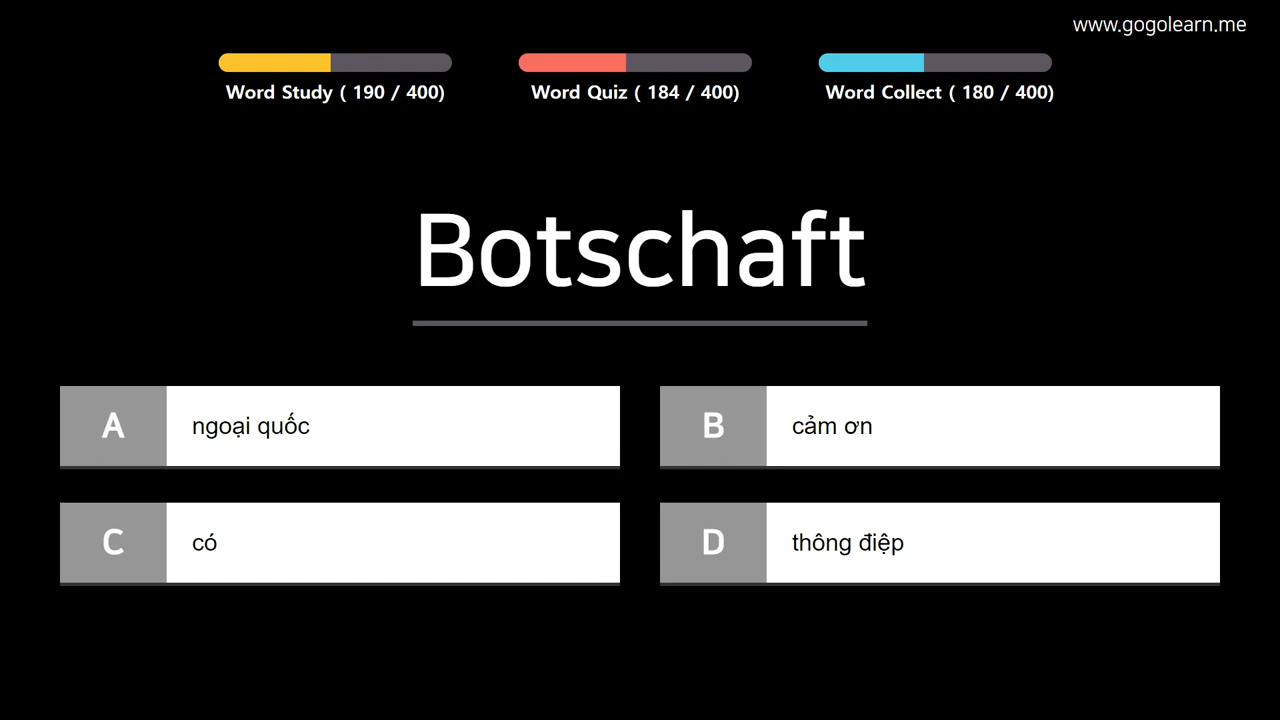 www.gogolearn.me
Word Study ( 190 / 400)
Word Quiz ( 184 / 400)
Word Collect ( 180 / 400)
Botschaft
A
ngoại quốc
B
cảm ơn
C
có
D
thông điệp